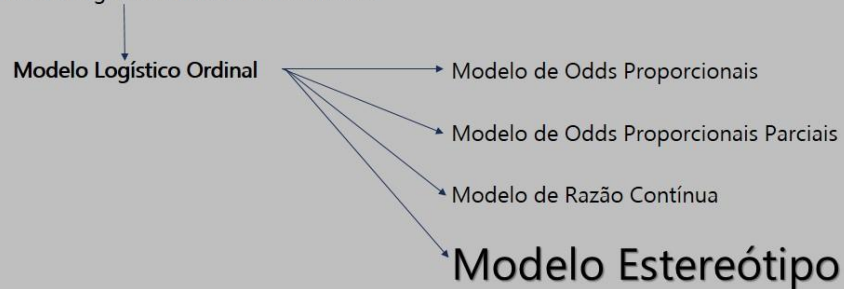 Modelo Logístico Ordinal
Modelo de Odds Proporcionais
Modelo de Odds Proporcionais Parciais
Modelo de Razão Contínua
Modelo Estereótipo